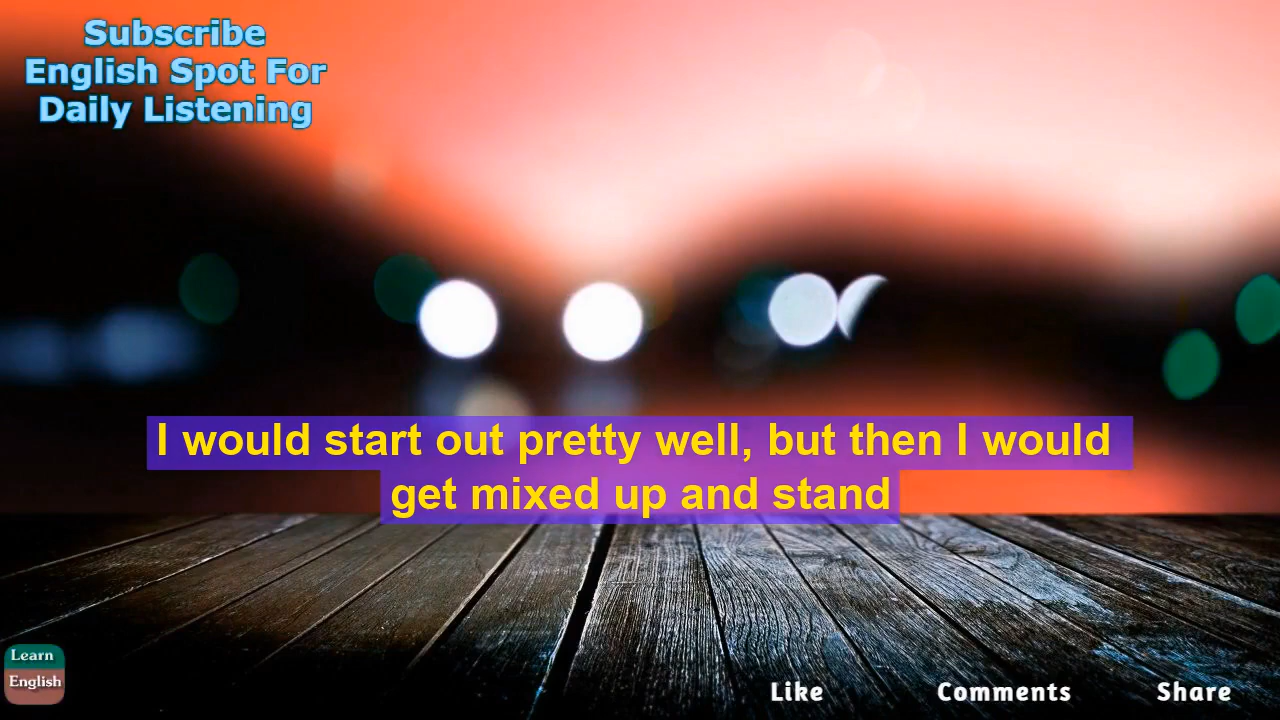 Subscribe
English Spot For
Daily Listening
I would start out pretty well, but then I would
get mixed up and stand
Learn
English
Like
Comments
Share